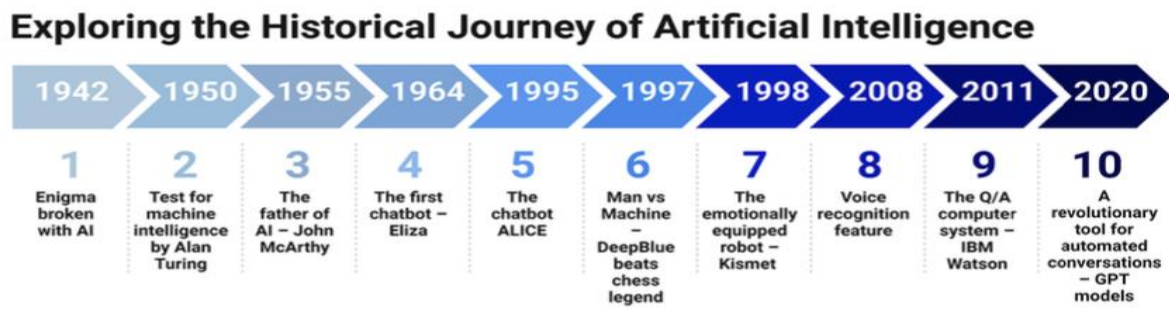 Exploring the Historical Journey of Artificial Intelligence
1942 1950 1955 1964 1995 1997 1998 2008 2011 2020
1
Enigma
broken
with AI
2
Test for
machine
intelligence
by Alan
Turing
3
The
father of
AI – John
McArthy
4
The first
chatbot –
Eliza
5
The
chatbot
ALICE
6
Man vs
Machine
–
DeepBlue
beats
chess
legend
7
The
emotionally
equipped
robot –
Kismet
8
Voice
recognition
feature
9
The Q/A
computer
system –
IBM
Watson
10
A
revolutionary
tool for
automated
conversations
– GPT
models